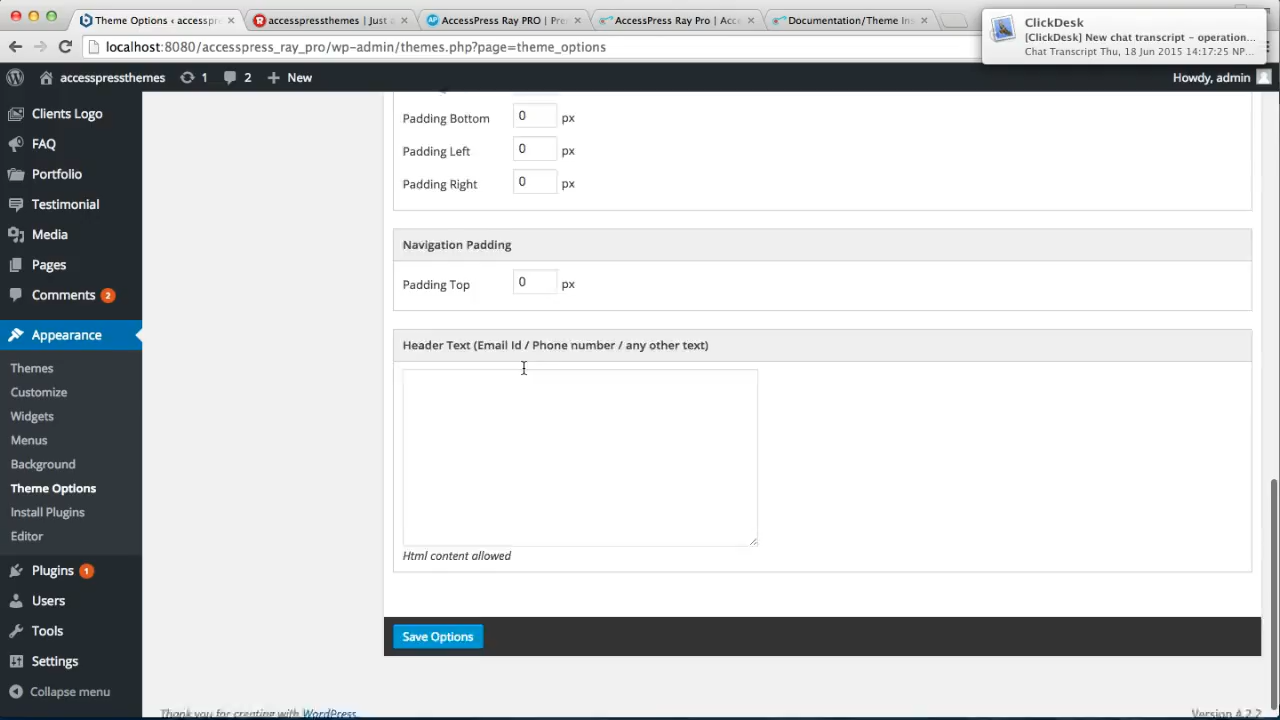 Theme Options ‹ accesspr
accesspressthemes | Just a
AccessPress Ray PRO | Pre
AccessPress Ray Pro | Acce
Documentation/Theme Ins
ClickDesk
[ClickDesk] New chat transcript – operation...
Chat Transcript Thu, 18 Jun 2015 14:17:25 NP...
localhost:8080/accesspress_ray_pro/wp-admin/themes.php?page=theme_options
accesspressthemes 1 2 + New Howdy, admin
Clients Logo
FAQ
Portfolio
Testimonial
Media
Pages
Comments 2
Appearance
Themes
Customize
Widgets
Menus
Background
Theme Options
Install Plugins
Editor
Plugins 1
Users
Tools
Settings
Collapse menu
Padding Bottom 0 px
Padding Left 0 px
Padding Right 0 px
Navigation Padding
Padding Top 0 px
Header Text (Email Id / Phone number / any other text)
Html content allowed
Save Options
Thank you for creating with WordPress.
Version 4.2.2